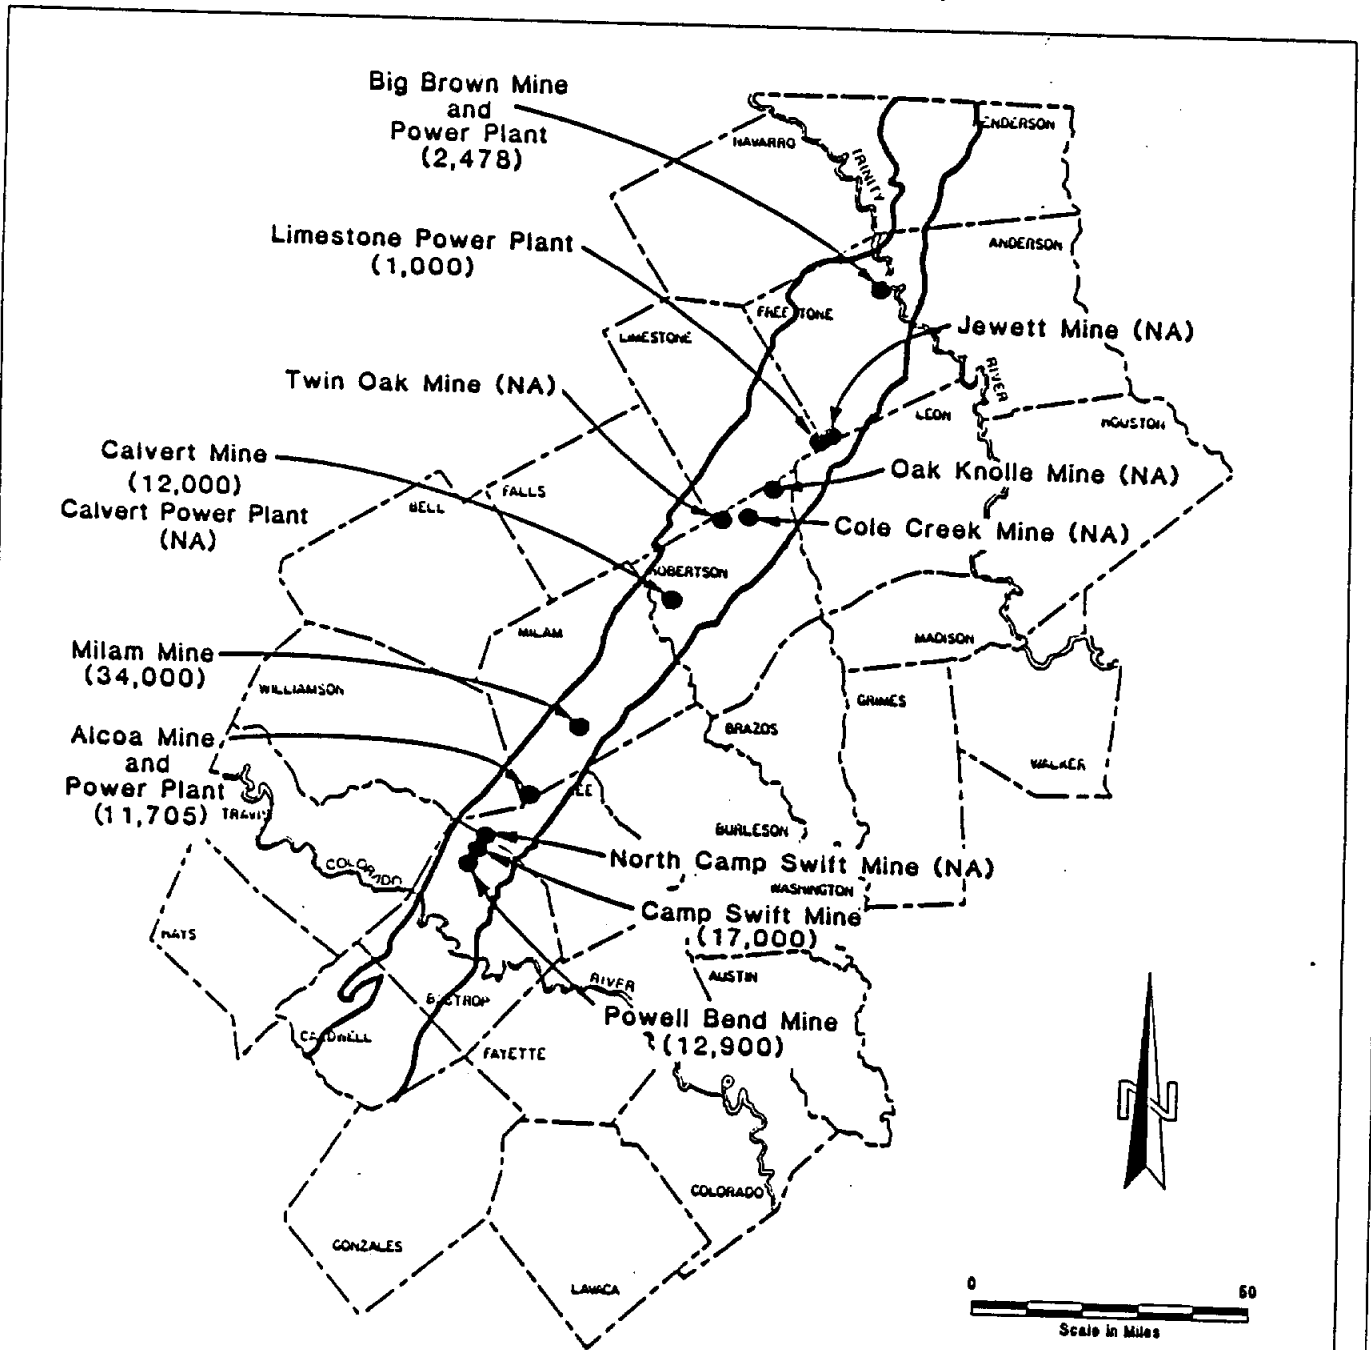 Big Brown Mine
and
Power Plant
(2,478)
ENDERSON
NAVARRO
TRINITY
Limestone Power Plant
(1,000)
ANDERSON
FREE TONE
LIMESTONE
Jewett Mine (NA)
RIVER
Twin Oak Mine (NA)
LEON
HOUSTON
Calvert Mine
(12,000)
Calvert Power Plant
(NA)
FALLS
BELL
Oak Knolle Mine (NA)
Cole Creek Mine (NA)
ROBERTSON
MILAM
MADISON
Milam Mine
(34,000)
WILLIAMSON
GRIMES
BRAZOS
Alcoa Mine
and
Power Plant
(11,705)
TRAVIS
WALKER
EE
BURLESON
COLORADO
North Camp Swift Mine (NA)
WASHINGTON
Camp Swift Mine
(17,000)
HAYS
AUSTIN
RIVER
B STROP
Powell Bend Mine
(12,900)
CALDWELL
FAYETTE
N
COLORADO
GONZALES
LAVACA
0 50
Scale in Miles